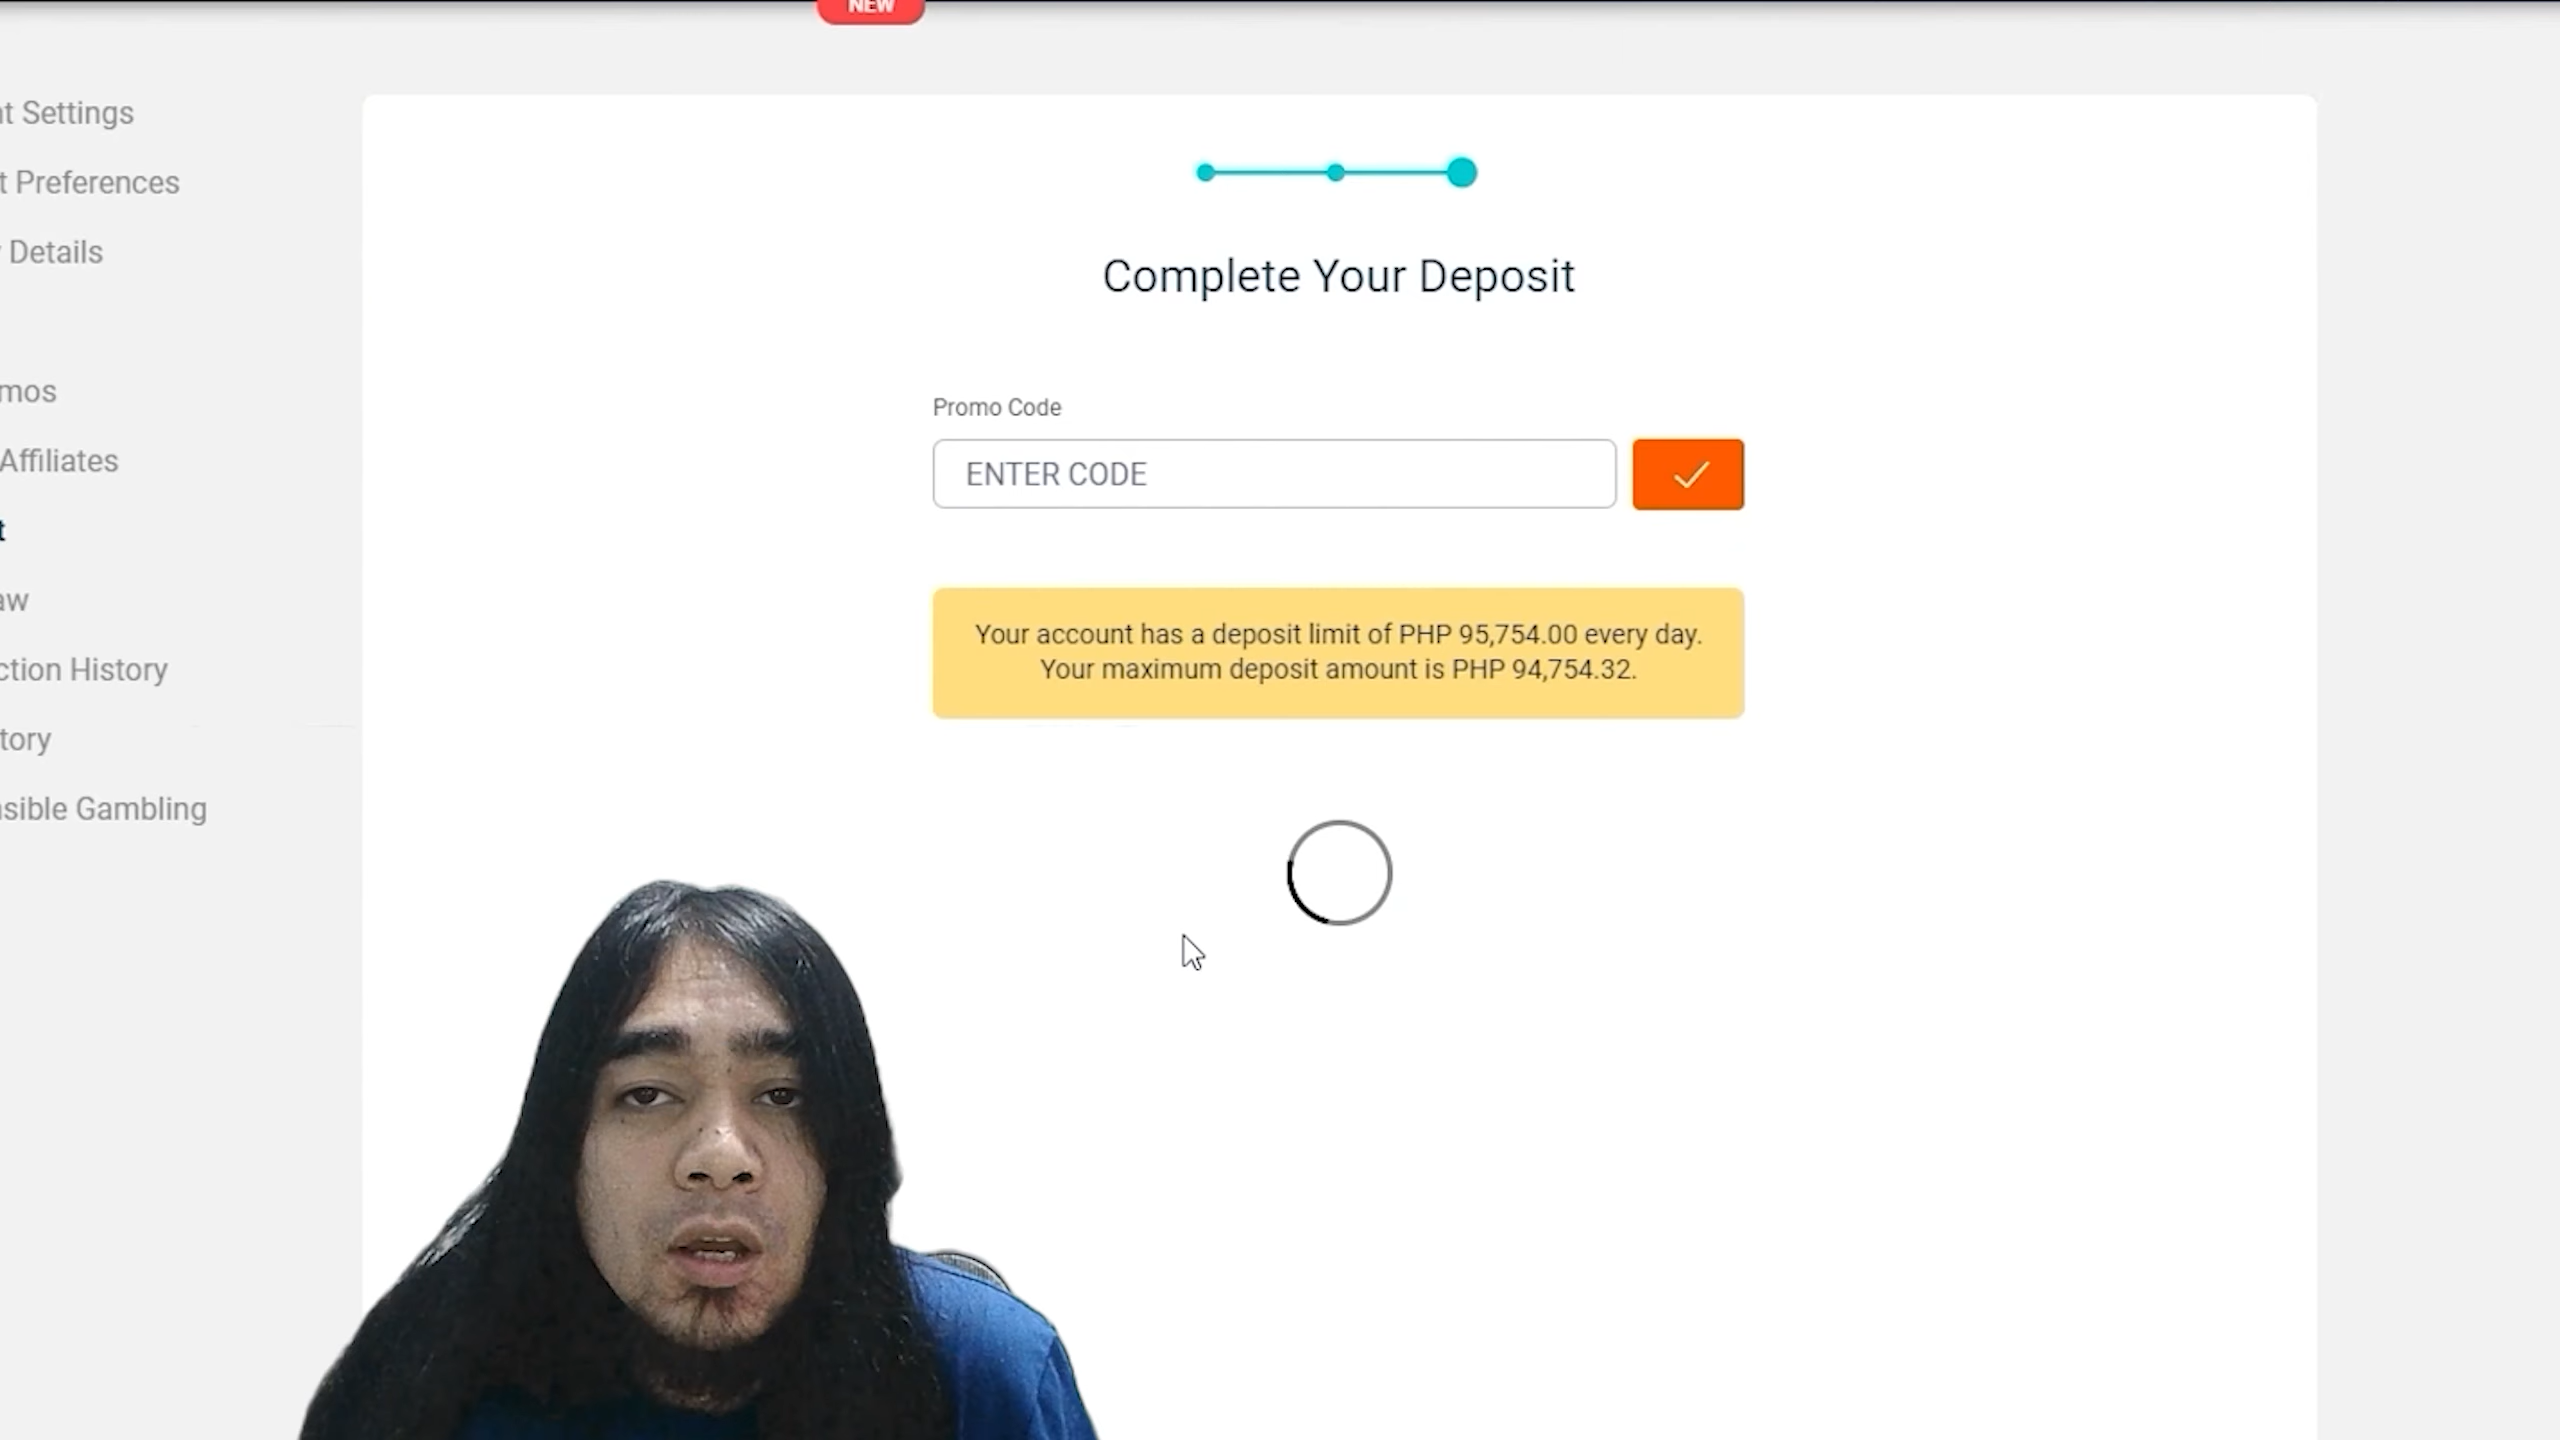 NEW
nt Settings
t Preferences
Details
mos
Affiliates
t
aw
ction History
tory
nsible Gambling
Complete Your Deposit
Promo Code
ENTER CODE
Your account has a deposit limit of PHP 95,754.00 every day.
Your maximum deposit amount is PHP 94,754.32.